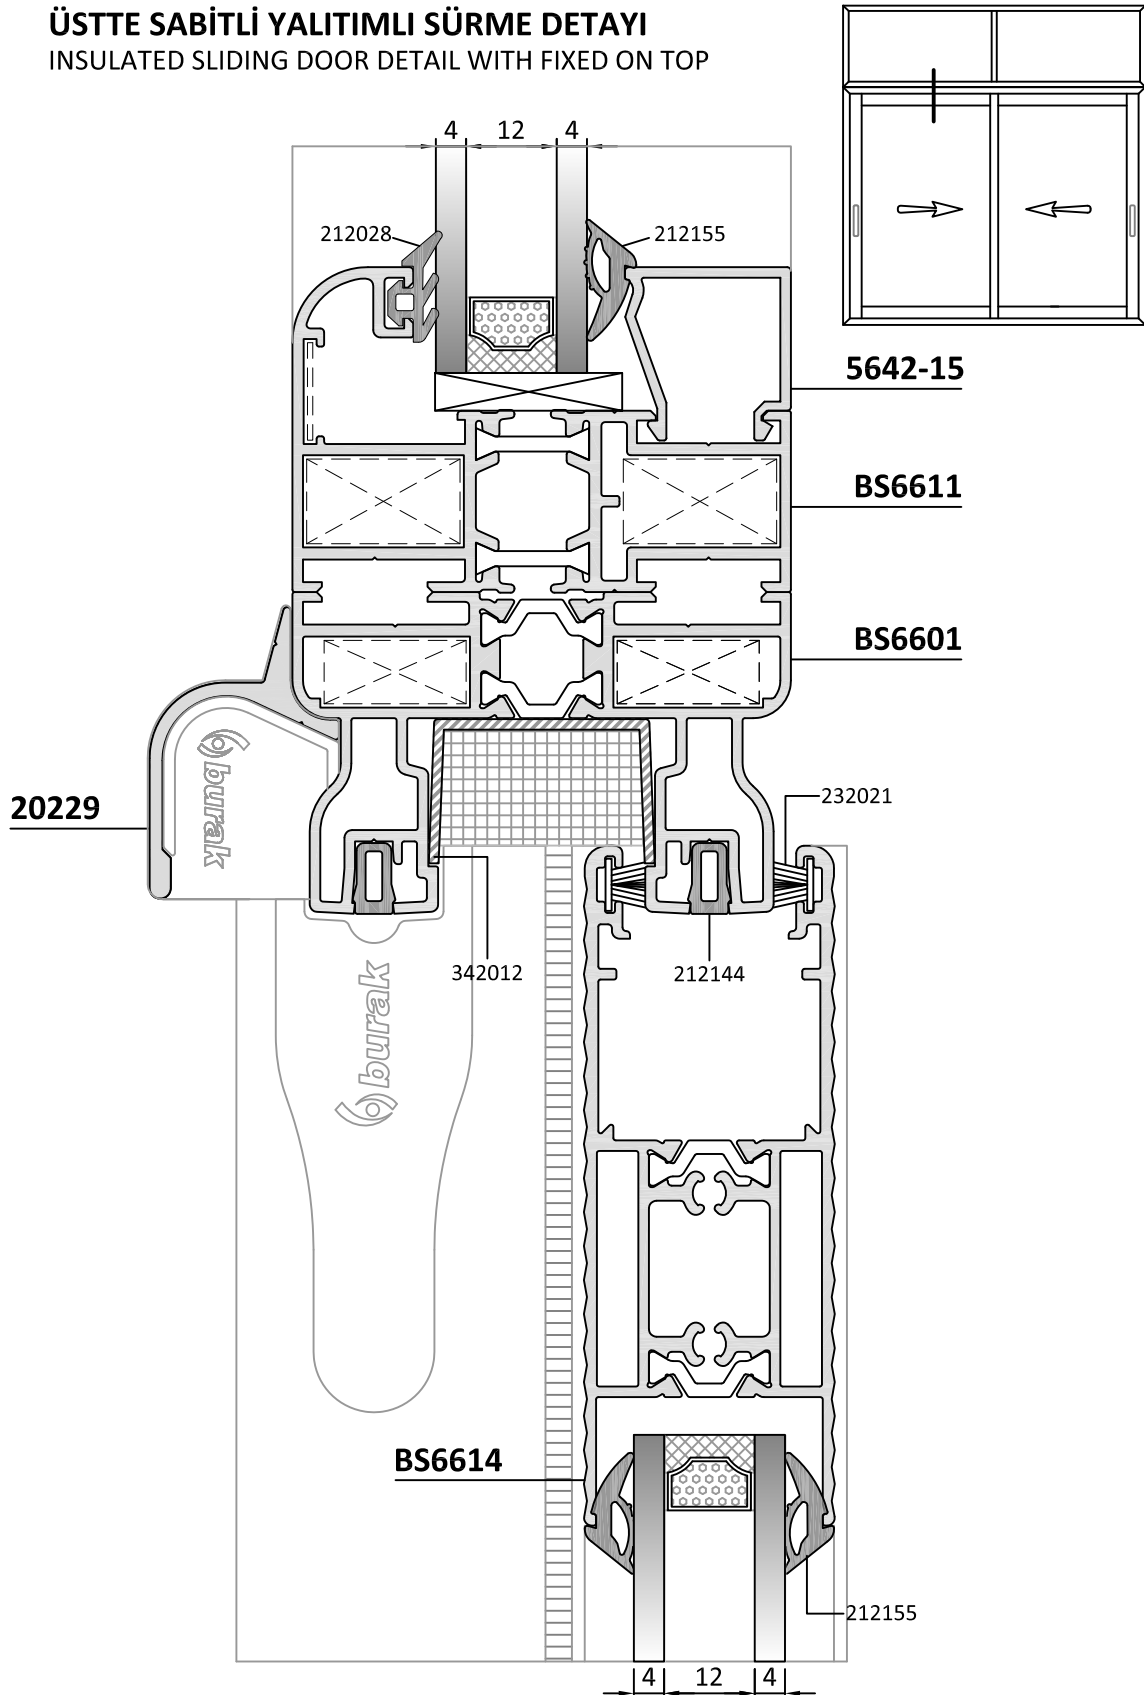 ÜSTTE SABİTLİ YALITIMLI SÜRME DETAYI
INSULATED SLIDING DOOR DETAIL WITH FIXED ON TOP
4 12 4
212028
212155
5642-15
BS6611
BS6601
20229
burak
232021
342012
212144
burak
BS6614
212155
4 12 4